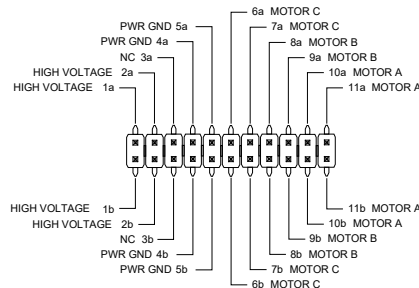 6a MOTOR C
PWR GND 5a
7a MOTOR C
PWR GND 4a
8a MOTOR B
NC 3a
9a MOTOR B
HIGH VOLTAGE 2a
10a MOTOR A
HIGH VOLTAGE 1a
11a MOTOR A
HIGH VOLTAGE 1b
11b MOTOR A
HIGH VOLTAGE 2b
10b MOTOR A
NC 3b
9b MOTOR B
PWR GND 4b
8b MOTOR B
PWR GND 5b
7b MOTOR C
6b MOTOR C